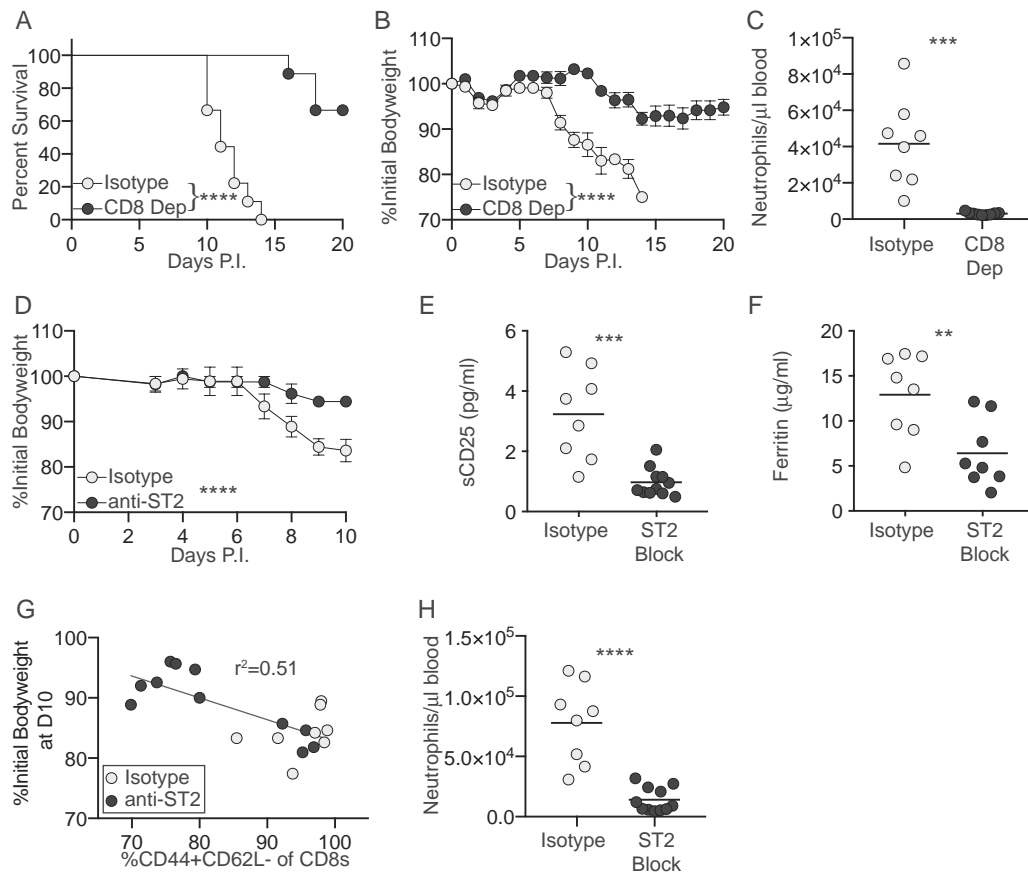 A
Percent Survival
100
80
60
40
20
0
Isotype
CD8 Dep
}
****
0
5
10
15
20
Days P.I.
B
%Initial Bodyweight
110
100
90
80
70
Isotype
CD8 Dep
}
****
0
5
10
15
20
Days P.I.
C
***
Neutrophils/μl blood
1×10⁵
8×10⁴
6×10⁴
4×10⁴
2×10⁴
0
Isotype
CD8
Dep
D
%Initial Bodyweight
110
100
90
80
70
Isotype
anti-ST2
****
0
2
4
6
8
10
Days P.I.
E
***
sCD25 (pg/ml)
6
4
2
0
Isotype
ST2
Block
F
**
Ferritin (μg/ml)
20
15
10
5
0
Isotype
ST2
Block
G
%Initial Bodyweight
at D10
100
90
80
70
r²=0.51
Isotype
anti-ST2
70
80
90
100
%CD44+CD62L- of CD8s
H
****
Neutrophils/μl blood
1.5×10⁵
1.0×10⁵
5.0×10⁴
0.0
Isotype
ST2
Block